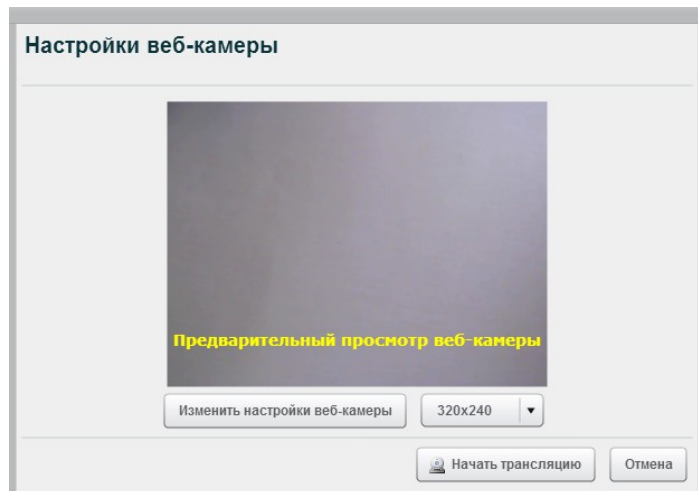 Настройки веб-камеры
Предварительный просмотр веб-камеры
Изменить настройки веб-камеры 320x240
Начать трансляцию Отмена